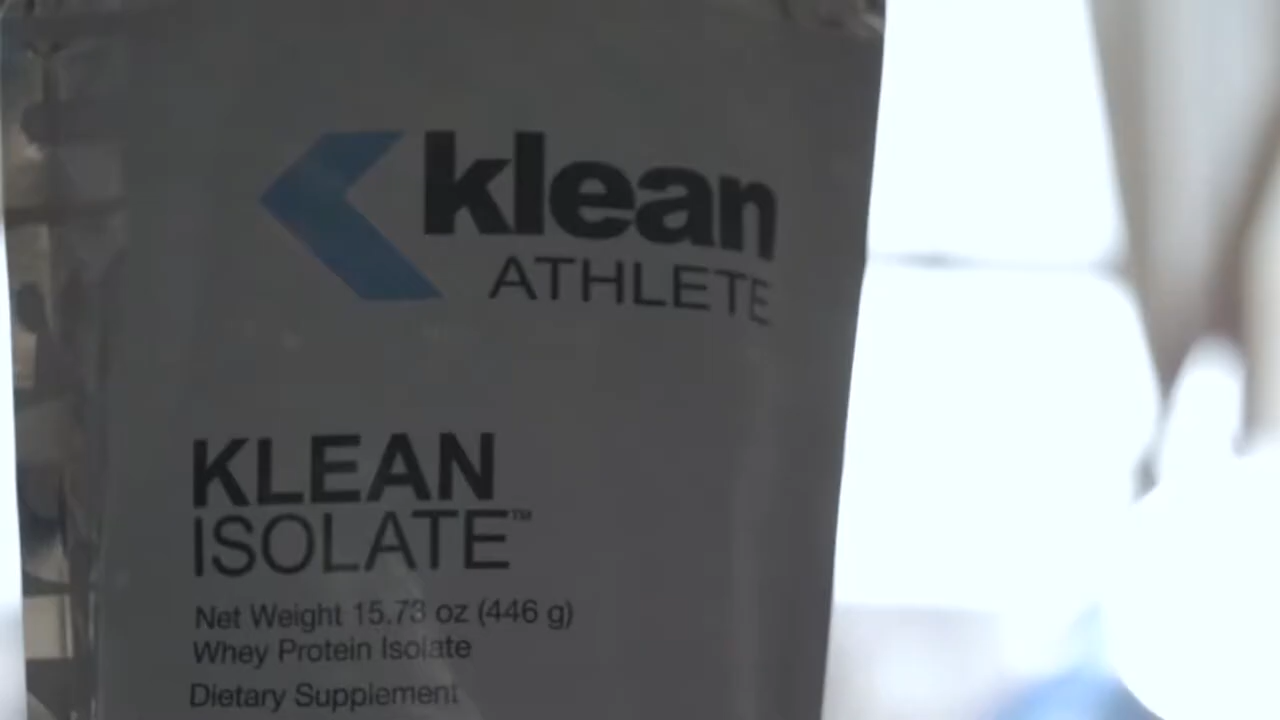 klean
ATHLETE
KLEAN
ISOLATE™
Net Weight 15.73 oz (446 g)
Whey Protein Isolate
Dietary Supplement